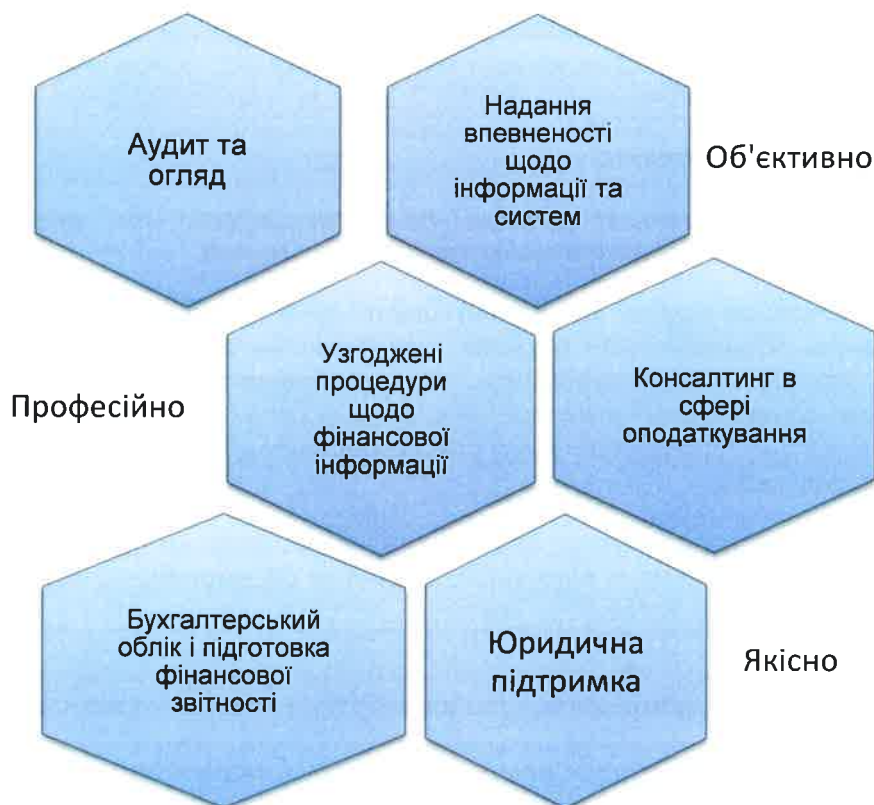 Аудит та
огляд
Надання
впевненості
щодо
інформації та
систем
Об'єктивно
Професійно
Узгоджені
процедури
щодо
фінансової
інформації
Консалтинг в
сфері
оподаткування
Бухгалтерський
облік і підготовка
фінансової
звітності
Юридична
підтримка
Якісно